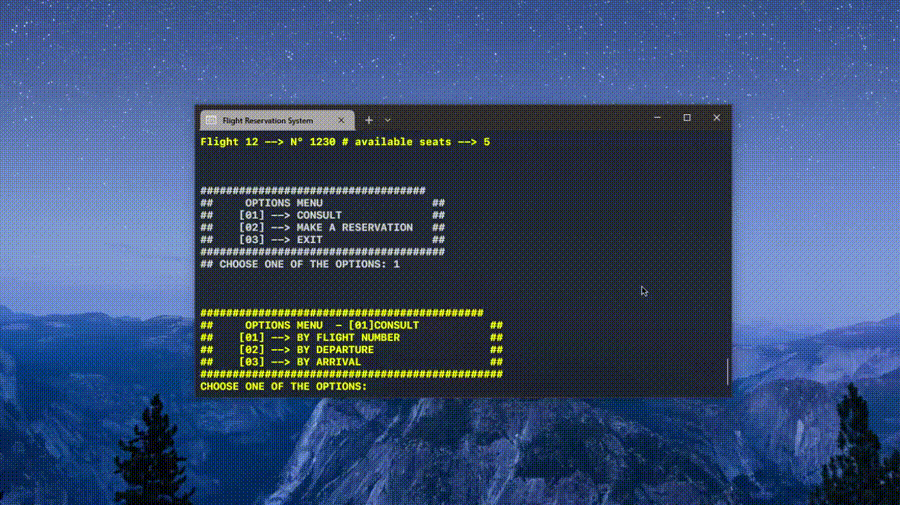 Flight Reservation System
Flight 12 --> N° 1230 # available seats --> 5
###################################
##     OPTIONS MENU                 ##
##    [01] --> CONSULT              ##
##    [02] --> MAKE A RESERVATION   ##
##    [03] --> EXIT                 ##
######################################
## CHOOSE ONE OF THE OPTIONS: 1
############################################
##     OPTIONS MENU  - [01]CONSULT           ##
##    [01] --> BY FLIGHT NUMBER              ##
##    [02] --> BY DEPARTURE                  ##
##    [03] --> BY ARRIVAL                    ##
###############################################
CHOOSE ONE OF THE OPTIONS: